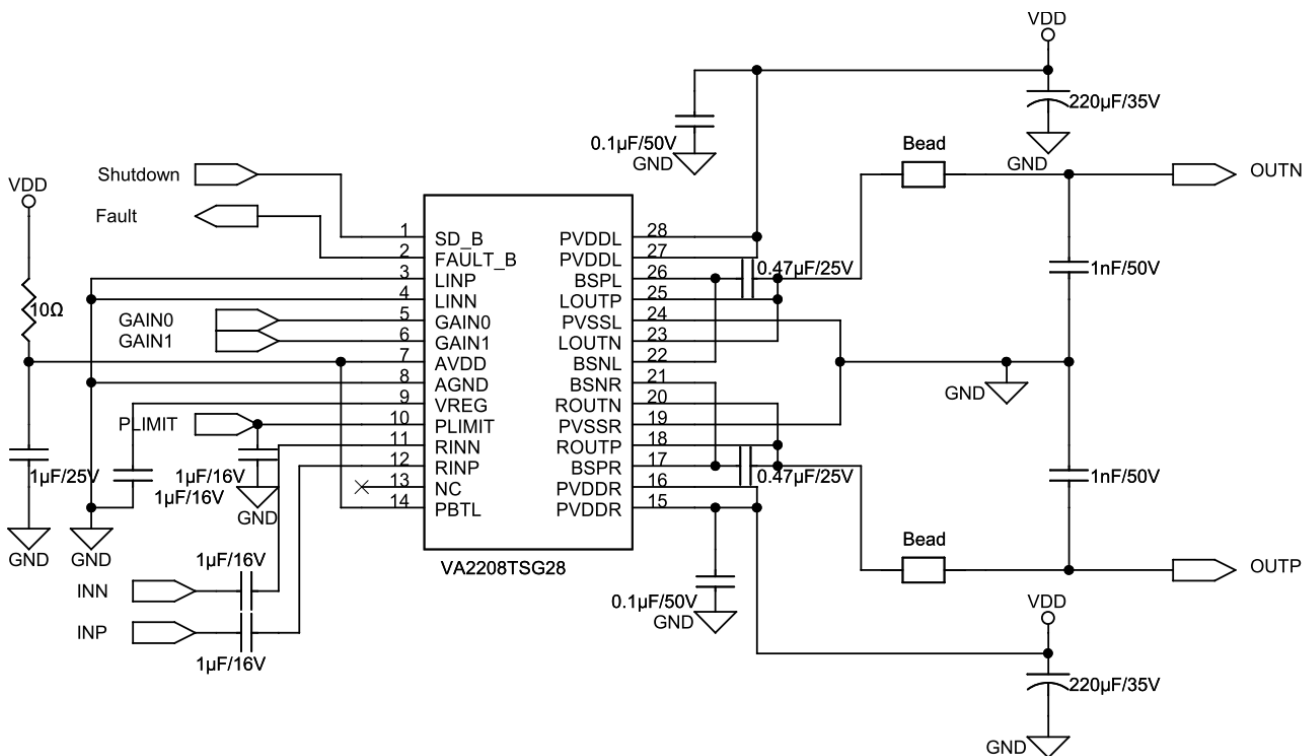 VDD
220µF/35V
0.1µF/50V
GND
GND
Bead
OUTN
Shutdown
VDD
Fault
1 SD_B
2 FAULT_B
3 LINP
4 LINN
5 GAIN0
6 GAIN1
7 AVDD
8 AGND
9 VREG
10 PLIMIT
11 RINN
12 RINP
13 NC
14 PBTL
PVDDL 28
PVDDL 27
BSPL 26
LOUTP 25
PVSSL 24
LOUTN 23
BSNL 22
BSNR 21
ROUTN 20
PVSSR 19
ROUTP 18
BSPR 17
PVDDR 16
PVDDR 15
VA2208TSG28
0.47µF/25V
1nF/50V
10Ω
GAIN0
GAIN1
GND
PLIMIT
1µF/25V
1µF/16V
1µF/16V
0.47µF/25V
1nF/50V
GND
GND
GND
1µF/16V
INN
INP
1µF/16V
Bead
OUTP
0.1µF/50V
GND
VDD
220µF/35V
GND